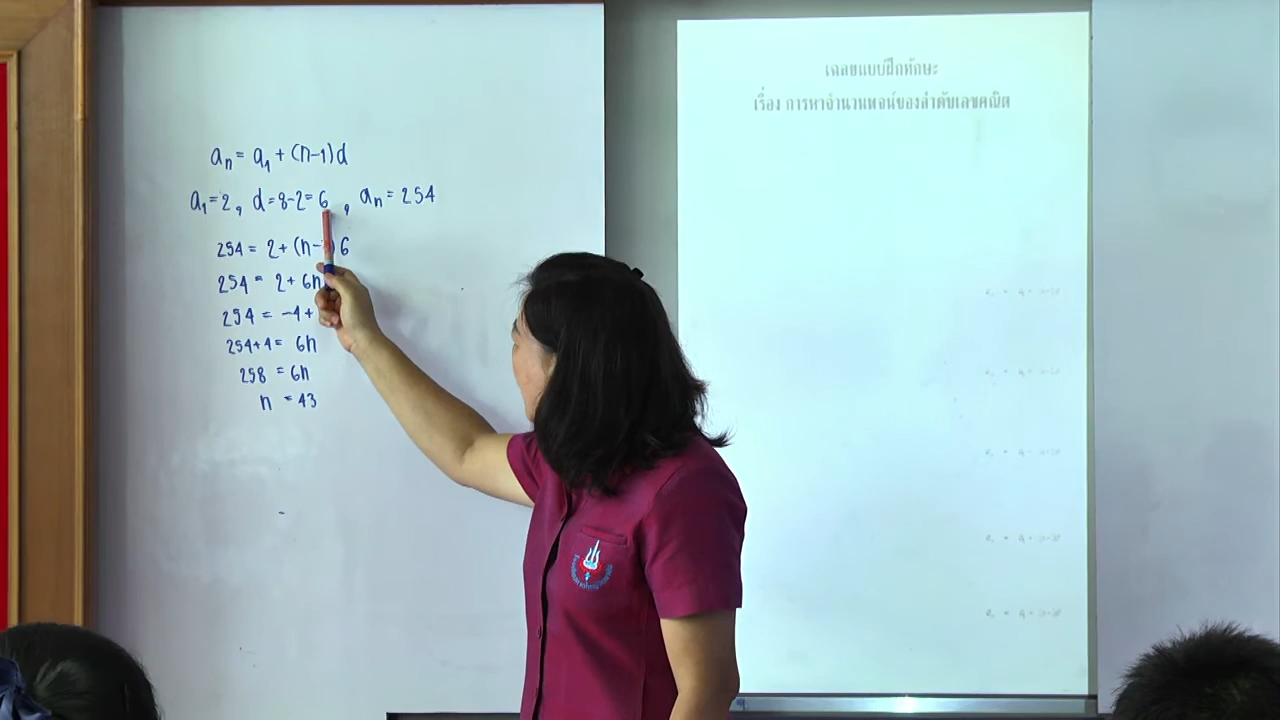 aₙ = a₁ + (n-1)d
a₁ = 2, d = 8-2 = 6, aₙ = 254
254 = 2 + (n- )6
254 = 2 + 6n
254 = -4 +
254+4 = 6n
258 = 6n
n = 43
เฉลยแบบฝึกทักษะ
เรื่อง การหาจำนวนพจน์ของลำดับเลขคณิต